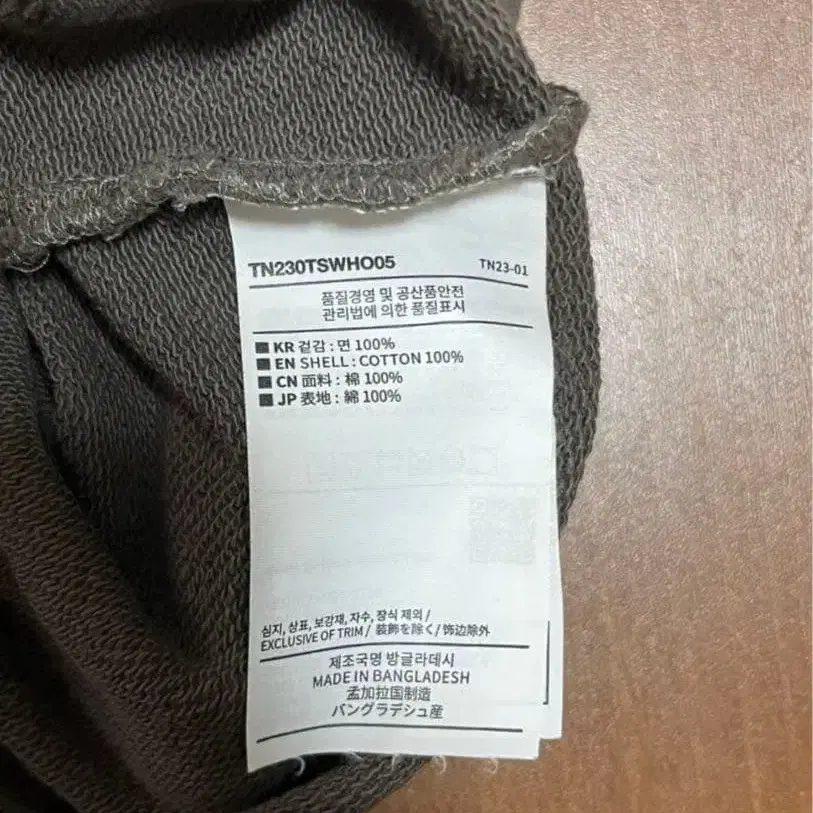 TN230TSWHO05 TN23-01
품질경영 및 공산품안전
관리법에 의한 품질표시
KR 겉감 : 면 100%
EN SHELL : COTTON 100%
CN 面料 : 棉 100%
JP 表地 : 綿 100%
심지, 상표, 보강재, 자수, 장식 제외 /
EXCLUSIVE OF TRIM / 装飾を除く / 饰边除外
제조국명 방글라데시
MADE IN BANGLADESH
孟加拉国制造
バングラデシュ産